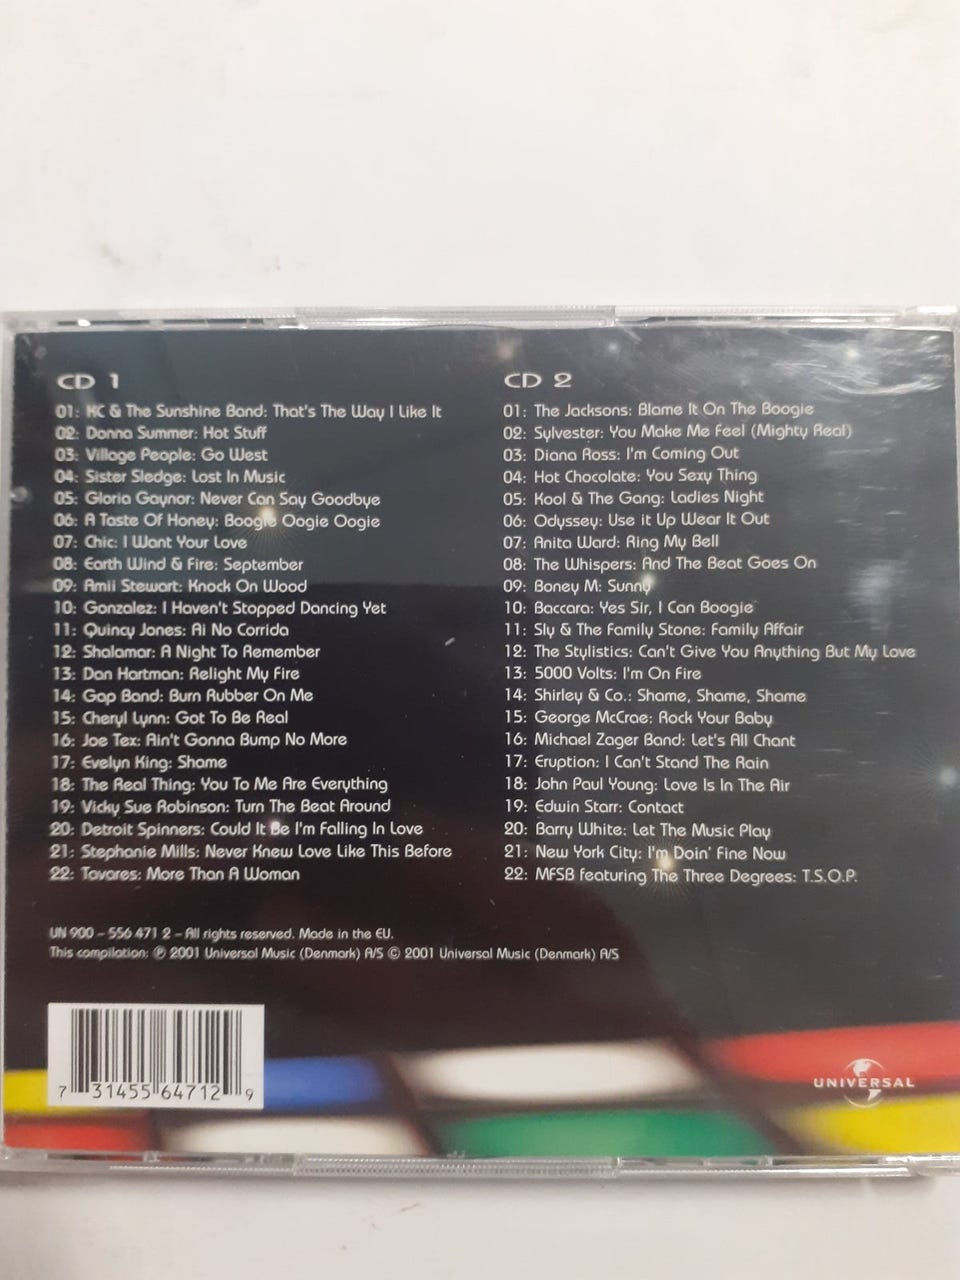 CD 1
01: KC & The Sunshine Band: That's The Way I Like It
02: Donna Summer: Hot Stuff
03: Village People: Go West
04: Sister Sledge: Lost In Music
05: Gloria Gaynor: Never Can Say Goodbye
06: A Taste Of Honey: Boogie Oogie Oogie
07: Chic: I Want Your Love
08: Earth Wind & Fire: September
09: Amii Stewart: Knock On Wood
10: Gonzalez: I Haven't Stopped Dancing Yet
11: Quincy Jones: Ai No Corrida
12: Shalamar: A Night To Remember
13: Dan Hartman: Relight My Fire
14: Gap Band: Burn Rubber On Me
15: Cheryl Lynn: Got To Be Real
16: Joe Tex: Ain't Gonna Bump No More
17: Evelyn King: Shame
18: The Real Thing: You To Me Are Everything
19: Vicky Sue Robinson: Turn The Beat Around
20: Detroit Spinners: Could It Be I'm Falling In Love
21: Stephanie Mills: Never Knew Love Like This Before
22: Tavares: More Than A Woman
CD 2
01: The Jacksons: Blame It On The Boogie
02: Sylvester: You Make Me Feel (Mighty Real)
03: Diana Ross: I'm Coming Out
04: Hot Chocolate: You Sexy Thing
05: Kool & The Gang: Ladies Night
06: Odyssey: Use it Up Wear It Out
07: Anita Ward: Ring My Bell
08: The Whispers: And The Beat Goes On
09: Boney M: Sunny
10: Baccara: Yes Sir, I Can Boogie
11: Sly & The Family Stone: Family Affair
12: The Stylistics: Can't Give You Anything But My Love
13: 5000 Volts: I'm On Fire
14: Shirley & Co.: Shame, Shame, Shame
15: George McCrae: Rock Your Baby
16: Michael Zager Band: Let's All Chant
17: Eruption: I Can't Stand The Rain
18: John Paul Young: Love Is In The Air
19: Edwin Starr: Contact
20: Barry White: Let The Music Play
21: New York City: I'm Doin' Fine Now
22: MFSB featuring The Three Degrees: T.S.O.P.
UN 900 – 556 471 2 – All rights reserved. Made in the EU.
This compilation: ℗ 2001 Universal Music (Denmark) A/S © 2001 Universal Music (Denmark) A/S
7 31455 64712 9
UNIVERSAL